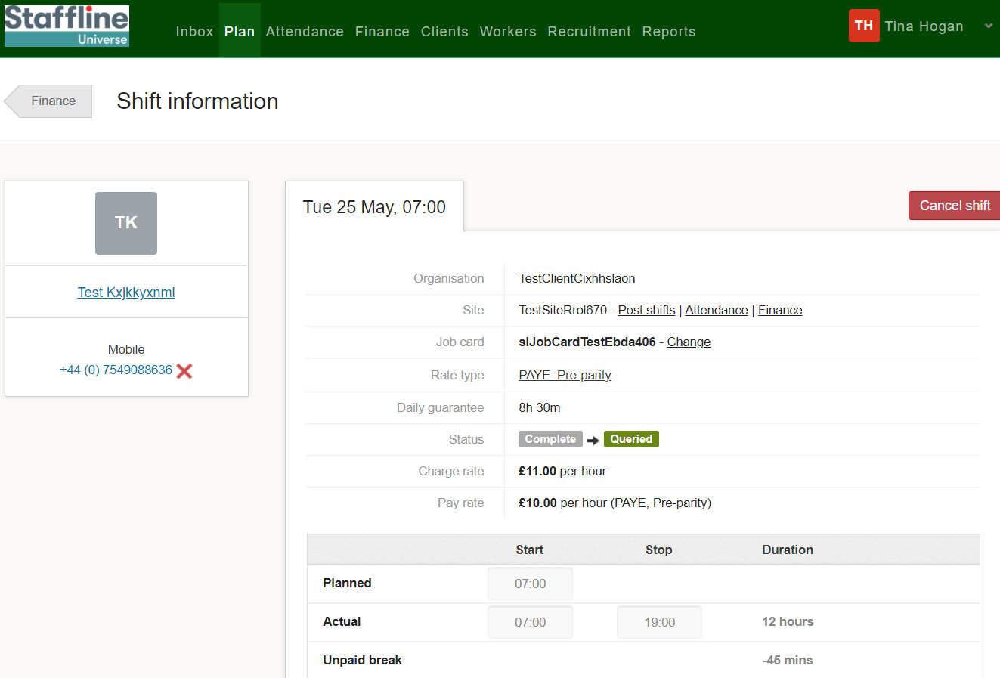 Staffline
Universe
Inbox Plan Attendance Finance Clients Workers Recruitment Reports
TH Tina Hogan
Finance
Shift information
TK
Test Kxjkkyxnmi
Mobile
+44 (0) 7549088636
Tue 25 May, 07:00
Cancel shift
Organisation TestClientCixhhslaon
Site TestSiteRrol670 - Post shifts | Attendance | Finance
Job card slJobCardTestEbda406 - Change
Rate type PAYE: Pre-parity
Daily guarantee 8h 30m
Status Complete Queried
Charge rate £11.00 per hour
Pay rate £10.00 per hour (PAYE, Pre-parity)
Start Stop Duration
Planned 07:00
Actual 07:00 19:00 12 hours
Unpaid break -45 mins